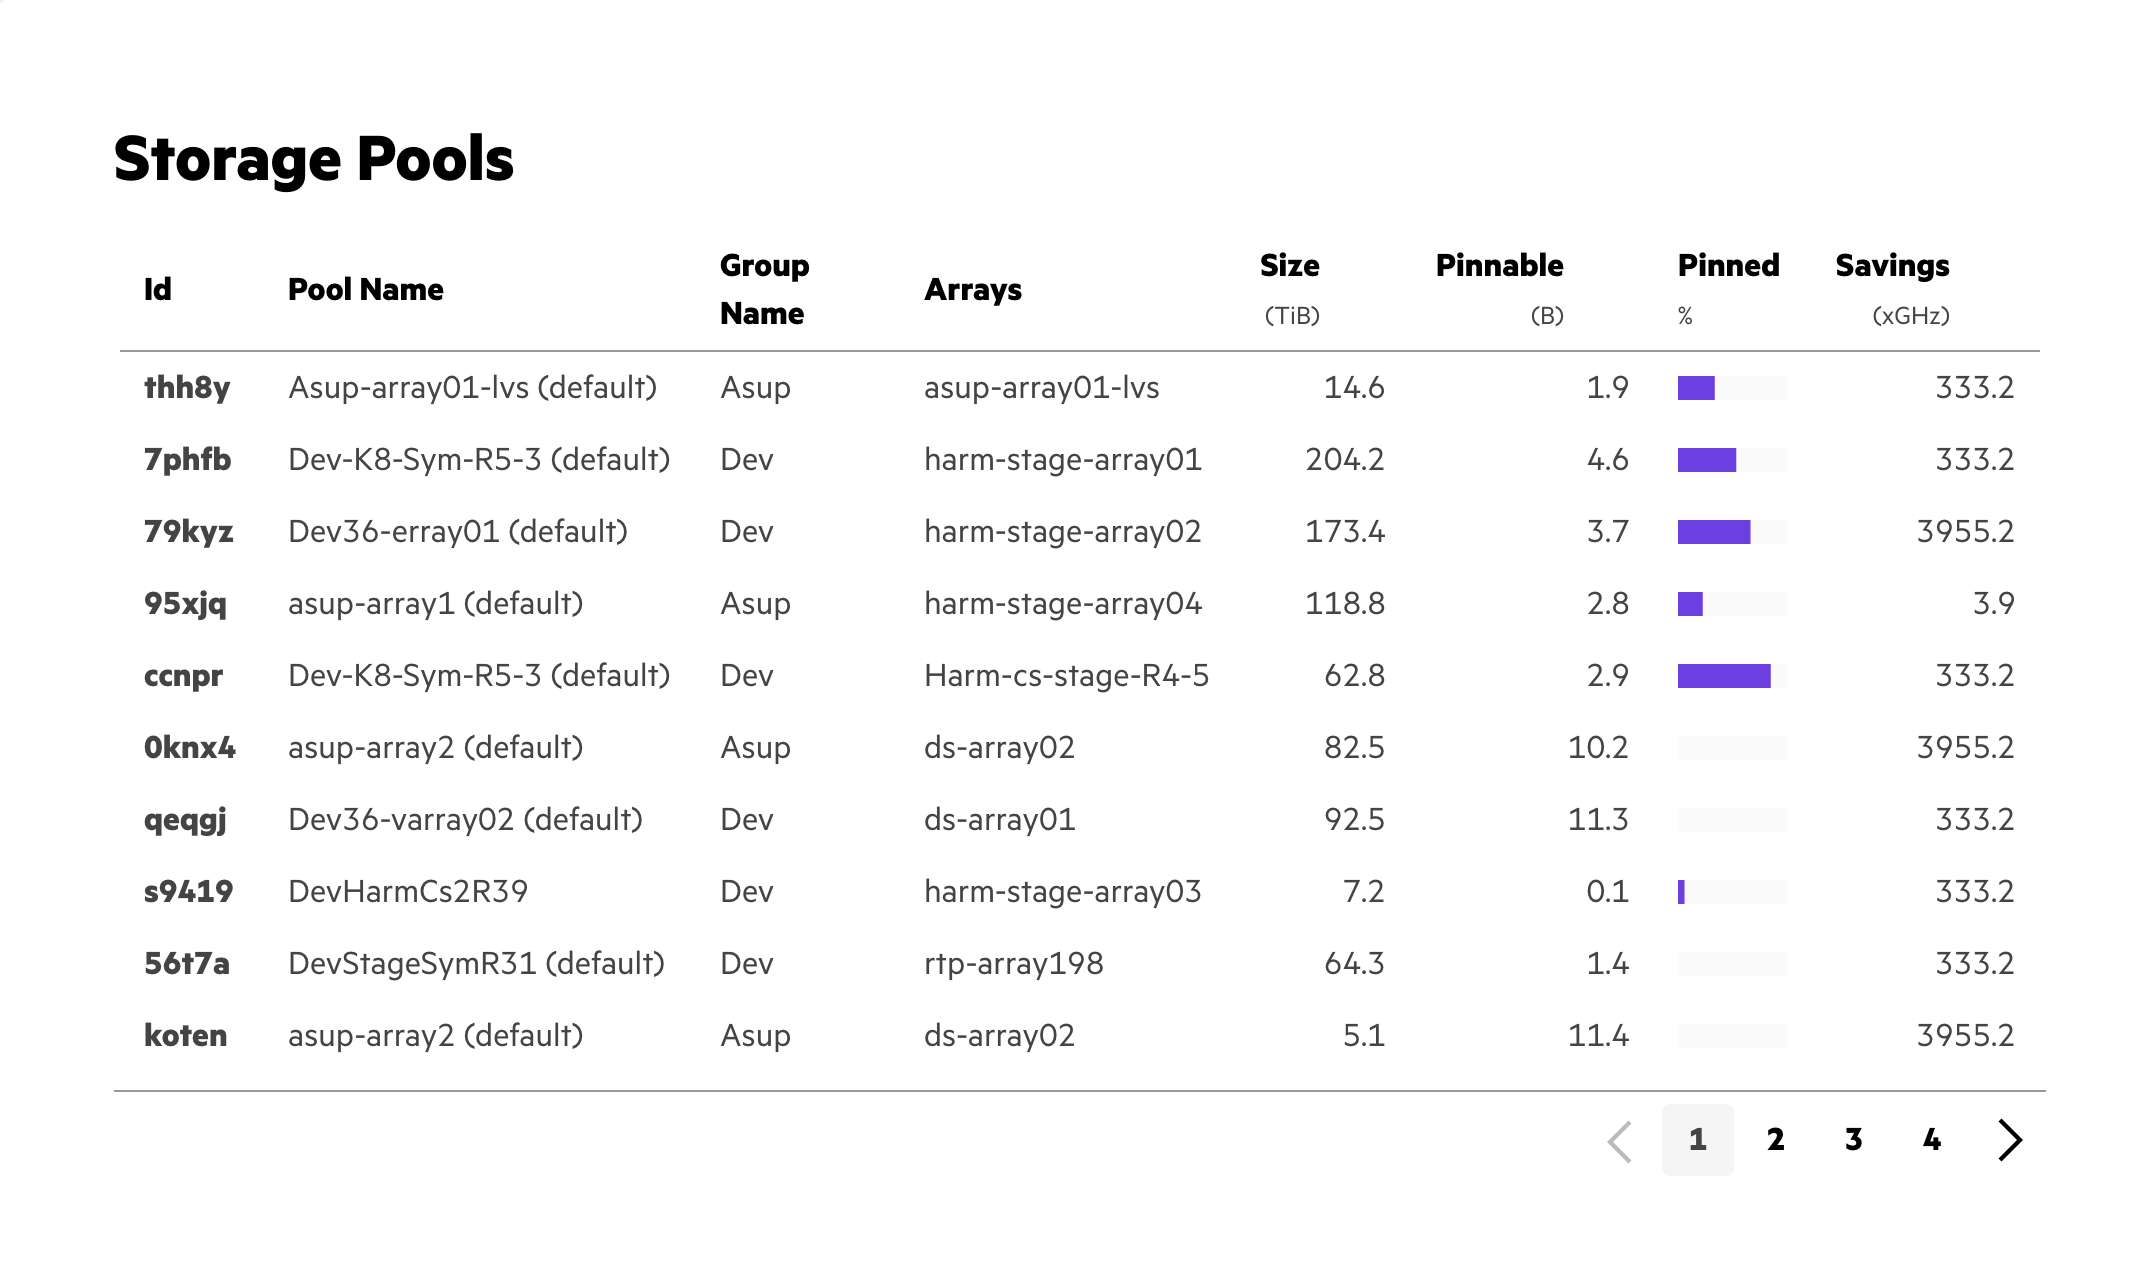 Storage Pools
Id Pool Name Group Name Arrays Size (TiB) Pinnable (B) Pinned % Savings (xGHz)
thh8y Asup-array01-lvs (default) Asup asup-array01-lvs 14.6 1.9 333.2
7phfb Dev-K8-Sym-R5-3 (default) Dev harm-stage-array01 204.2 4.6 333.2
79kyz Dev36-erray01 (default) Dev harm-stage-array02 173.4 3.7 3955.2
95xjq asup-array1 (default) Asup harm-stage-array04 118.8 2.8 3.9
ccnpr Dev-K8-Sym-R5-3 (default) Dev Harm-cs-stage-R4-5 62.8 2.9 333.2
0knx4 asup-array2 (default) Asup ds-array02 82.5 10.2 3955.2
qeqgj Dev36-varray02 (default) Dev ds-array01 92.5 11.3 333.2
s9419 DevHarmCs2R39 Dev harm-stage-array03 7.2 0.1 333.2
56t7a DevStageSymR31 (default) Dev rtp-array198 64.3 1.4 333.2
koten asup-array2 (default) Asup ds-array02 5.1 11.4 3955.2
1 2 3 4